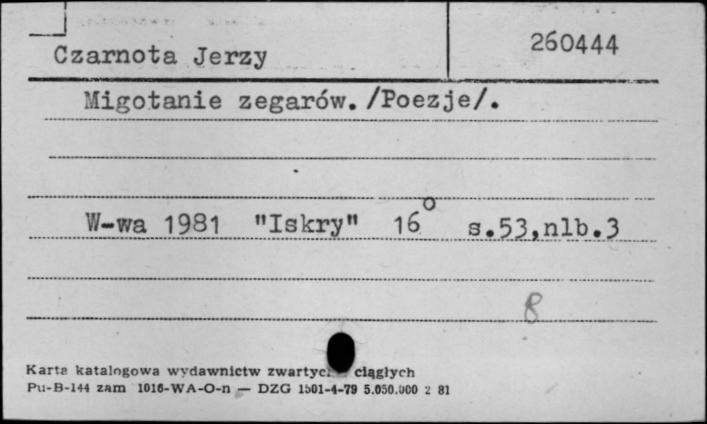 Czarnota Jerzy 260444
Migotanie zegarów./Poezje/.
W-wa 1981 "Iskry" 16° s.53,nlb.3
8
Karta katalogowa wydawnictw zwartych ciągłych
Pu-B-144 zam 1016-WA-O-n — DZG 1501-4-79 5.050.000 2 81